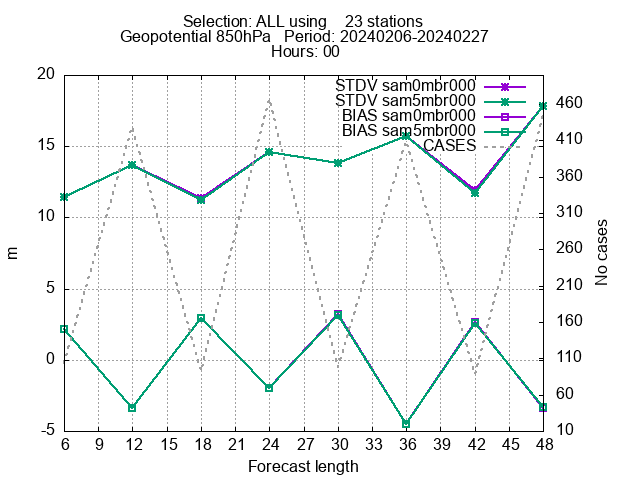 Selection: ALL using    23 stations
Geopotential 850hPa   Period: 20240206-20240227
Hours: 00
STDV sam0mbr000
STDV sam5mbr000
BIAS sam0mbr000
BIAS sam5mbr000
CASES
20
15
10
5
0
-5
m
460
410
360
310
260
210
160
110
60
10
No cases
6 9 12 15 18 21 24 27 30 33 36 39 42 45 48
Forecast length